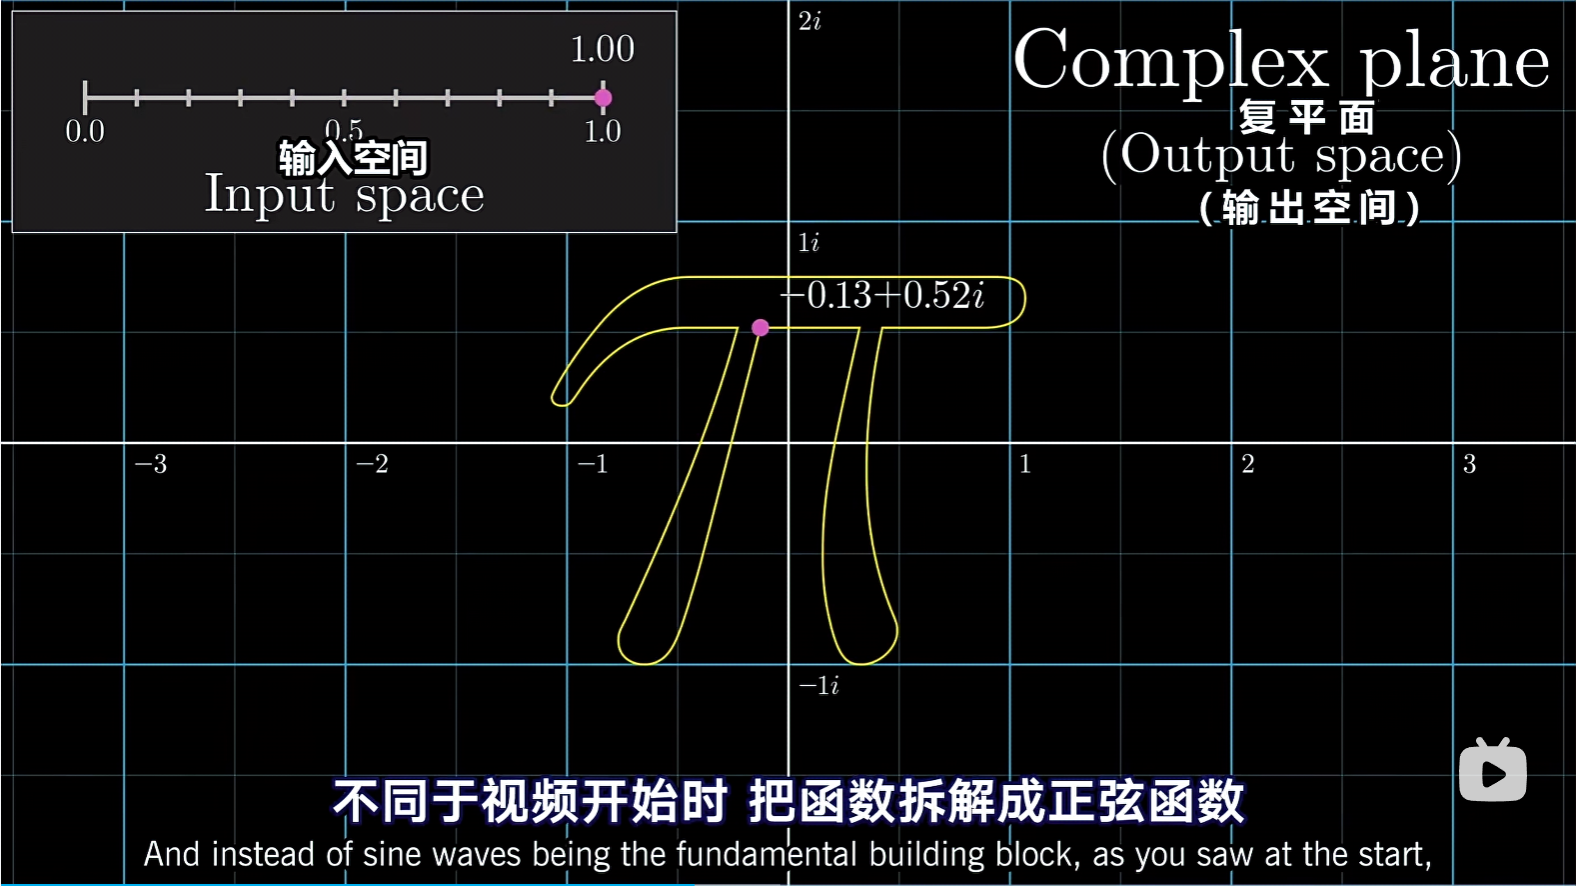 1.00
0.0
0.5
1.0
输入空间
Input space
Complex plane
复平面
(Output space)
(输出空间)
2i
1i
−0.13+0.52i
−3
−2
−1
1
2
3
−1i
不同于视频开始时 把函数拆解成正弦函数
And instead of sine waves being the fundamental building block, as you saw at the start,